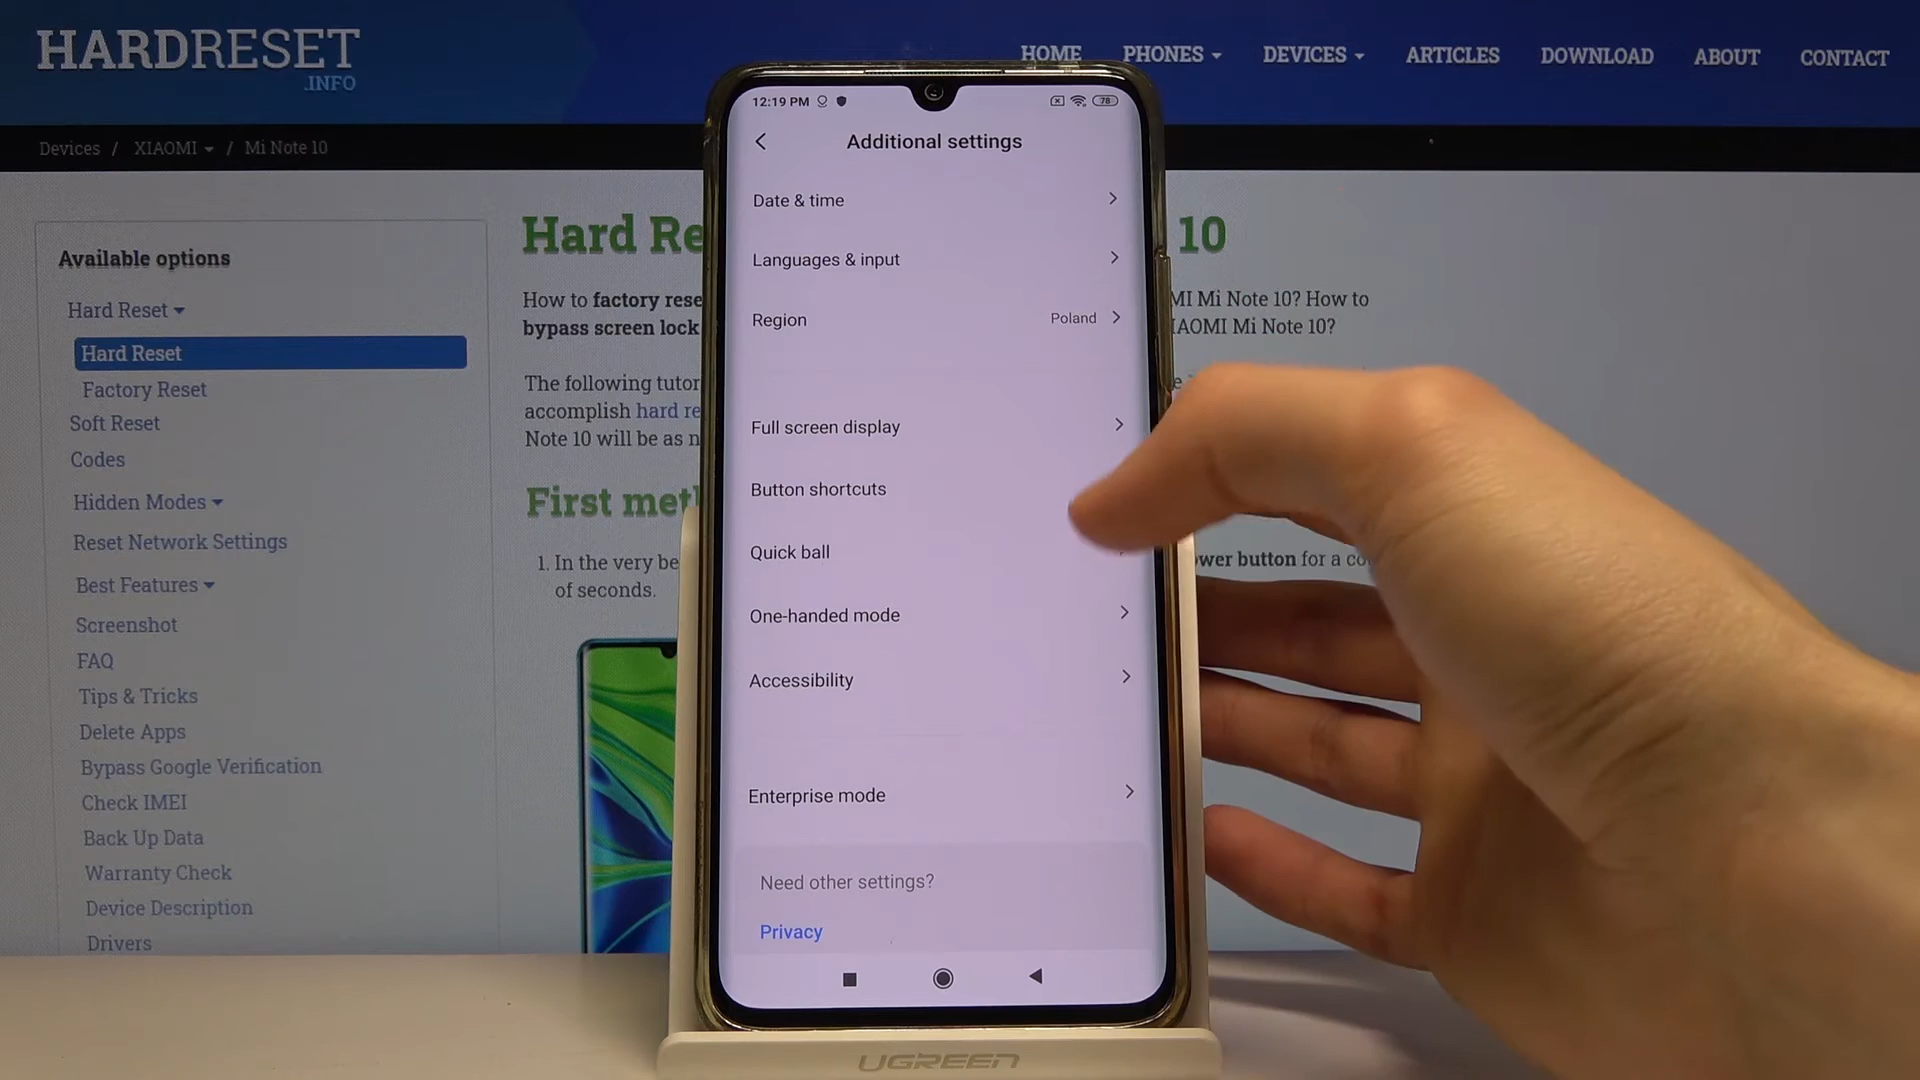 HARDRESET
.INFO
HOME PHONES DEVICES ARTICLES DOWNLOAD ABOUT CONTACT
Devices / XIAOMI / Mi Note 10
Available options
Hard Reset
Hard Reset
Factory Reset
Soft Reset
Codes
Hidden Modes
Reset Network Settings
Best Features
Screenshot
FAQ
Tips & Tricks
Delete Apps
Bypass Google Verification
Check IMEI
Back Up Data
Warranty Check
Device Description
Drivers
Hard Re 10
How to factory rese MI Mi Note 10? How to
bypass screen lock IAOMI Mi Note 10?
The following tutor
accomplish hard re
Note 10 will be as n
First met
1. In the very be ower button for a co
of seconds.
12:19 PM 78
Additional settings
Date & time
Languages & input
Region Poland
Full screen display
Button shortcuts
Quick ball
One-handed mode
Accessibility
Enterprise mode
Need other settings?
Privacy
UGREEN